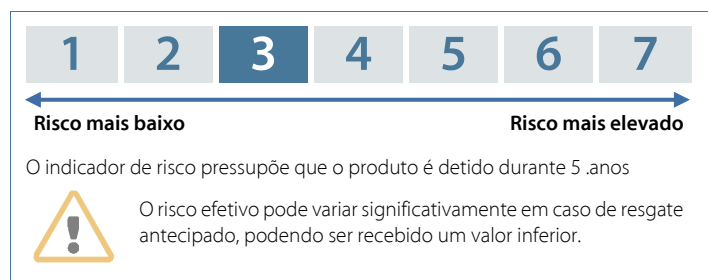 1 2 3 4 5 6 7
Risco mais baixo Risco mais elevado
O indicador de risco pressupõe que o produto é detido durante 5 .anos
O risco efetivo pode variar significativamente em caso de resgate
antecipado, podendo ser recebido um valor inferior.